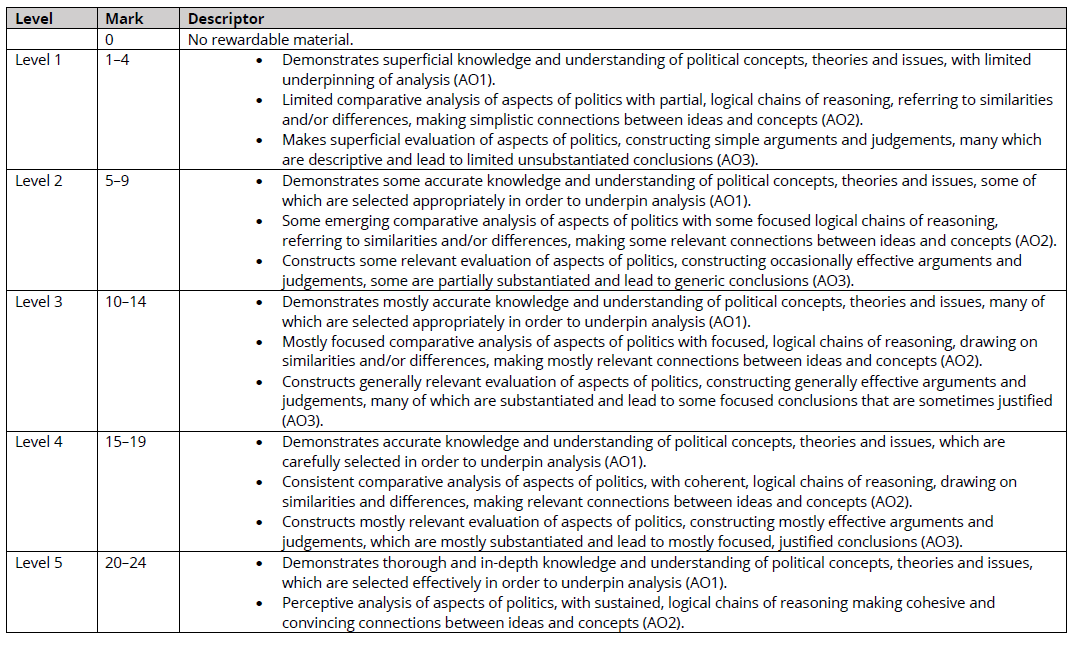 Level Mark Descriptor
0 No rewardable material.
Level 1 1–4 • Demonstrates superficial knowledge and understanding of political concepts, theories and issues, with limited
underpinning of analysis (AO1).
• Limited comparative analysis of aspects of politics with partial, logical chains of reasoning, referring to similarities
and/or differences, making simplistic connections between ideas and concepts (AO2).
• Makes superficial evaluation of aspects of politics, constructing simple arguments and judgements, many which
are descriptive and lead to limited unsubstantiated conclusions (AO3).
Level 2 5–9 • Demonstrates some accurate knowledge and understanding of political concepts, theories and issues, some of
which are selected appropriately in order to underpin analysis (AO1).
• Some emerging comparative analysis of aspects of politics with some focused logical chains of reasoning,
referring to similarities and/or differences, making some relevant connections between ideas and concepts (AO2).
• Constructs some relevant evaluation of aspects of politics, constructing occasionally effective arguments and
judgements, some are partially substantiated and lead to generic conclusions (AO3).
Level 3 10–14 • Demonstrates mostly accurate knowledge and understanding of political concepts, theories and issues, many of
which are selected appropriately in order to underpin analysis (AO1).
• Mostly focused comparative analysis of aspects of politics with focused, logical chains of reasoning, drawing on
similarities and/or differences, making mostly relevant connections between ideas and concepts (AO2).
• Constructs generally relevant evaluation of aspects of politics, constructing generally effective arguments and
judgements, many of which are substantiated and lead to some focused conclusions that are sometimes justified
(AO3).
Level 4 15–19 • Demonstrates accurate knowledge and understanding of political concepts, theories and issues, which are
carefully selected in order to underpin analysis (AO1).
• Consistent comparative analysis of aspects of politics, with coherent, logical chains of reasoning, drawing on
similarities and differences, making relevant connections between ideas and concepts (AO2).
• Constructs mostly relevant evaluation of aspects of politics, constructing mostly effective arguments and
judgements, which are mostly substantiated and lead to mostly focused, justified conclusions (AO3).
Level 5 20–24 • Demonstrates thorough and in-depth knowledge and understanding of political concepts, theories and issues,
which are selected effectively in order to underpin analysis (AO1).
• Perceptive analysis of aspects of politics, with sustained, logical chains of reasoning making cohesive and
convincing connections between ideas and concepts (AO2).